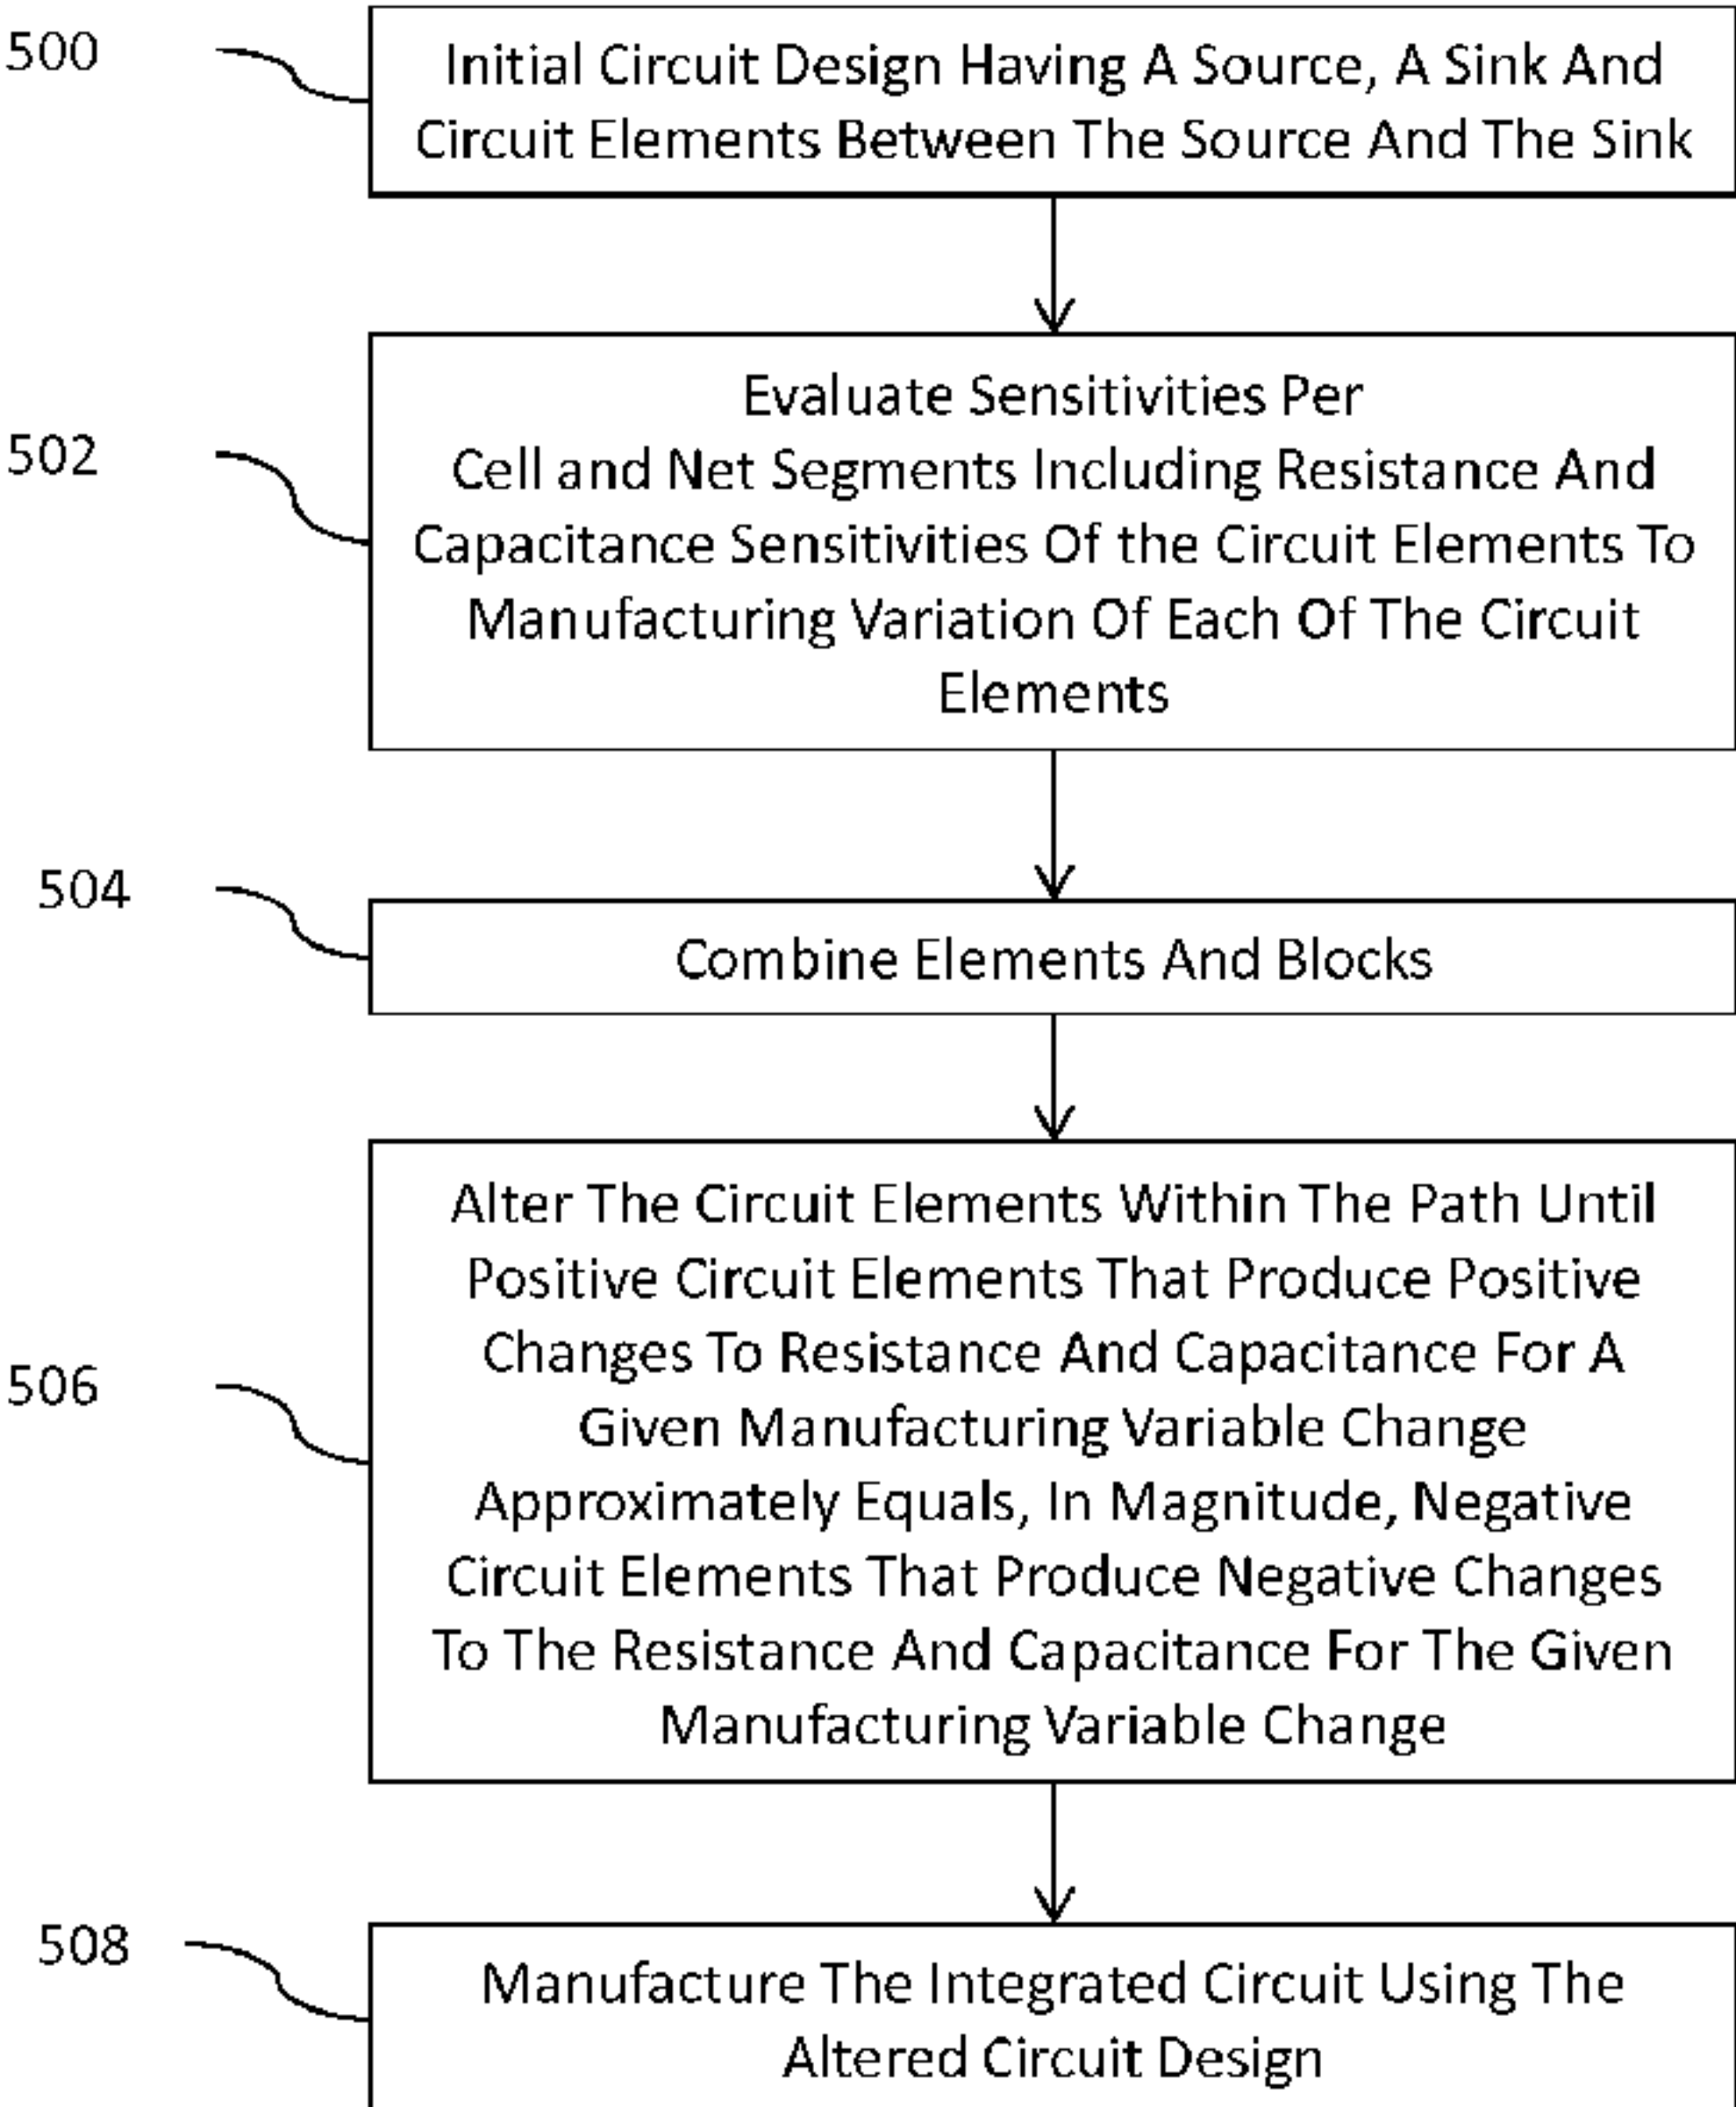 500
Initial Circuit Design Having A Source, A Sink And
Circuit Elements Between The Source And The Sink
502
Evaluate Sensitivities Per
Cell and Net Segments Including Resistance And
Capacitance Sensitivities Of the Circuit Elements To
Manufacturing Variation Of Each Of The Circuit
Elements
504
Combine Elements And Blocks
506
Alter The Circuit Elements Within The Path Until
Positive Circuit Elements That Produce Positive
Changes To Resistance And Capacitance For A
Given Manufacturing Variable Change
Approximately Equals, In Magnitude, Negative
Circuit Elements That Produce Negative Changes
To The Resistance And Capacitance For The Given
Manufacturing Variable Change
508
Manufacture The Integrated Circuit Using The
Altered Circuit Design